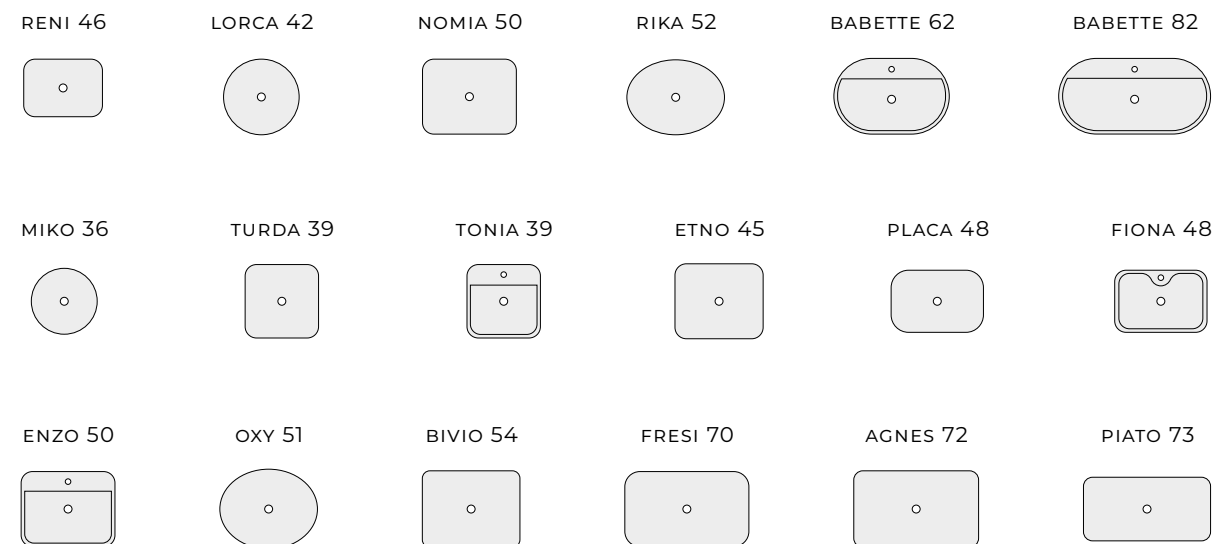 RENI 46
LORCA 42
NOMIA 50
RIKA 52
BABETTE 62
BABETTE 82
MIKO 36
TURDA 39
TONIA 39
ETNO 45
PLACA 48
FIONA 48
ENZO 50
OXY 51
BIVIO 54
FRESI 70
AGNES 72
PIATO 73